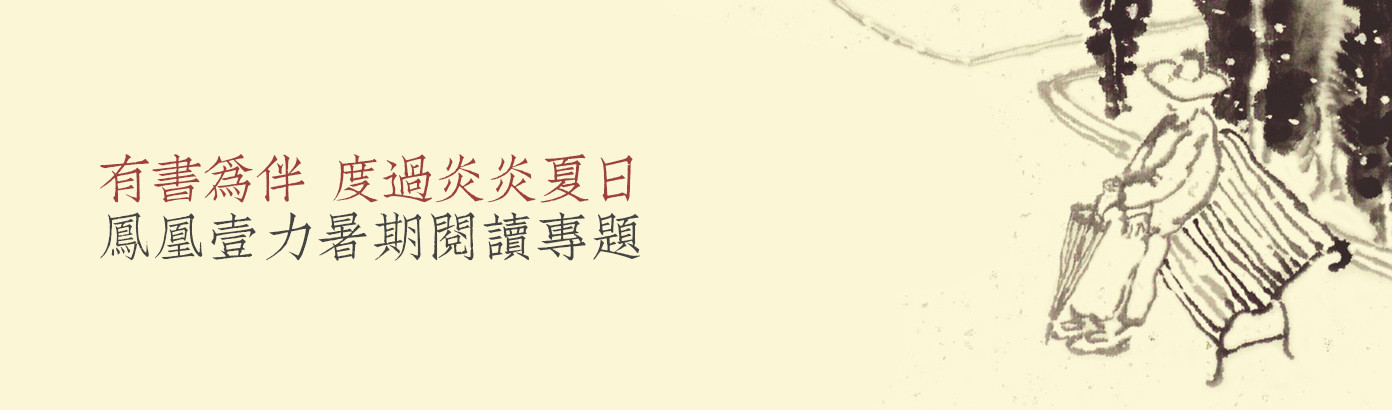 有書為伴 度過炎炎夏日
鳳凰壹力暑期閱讀專題